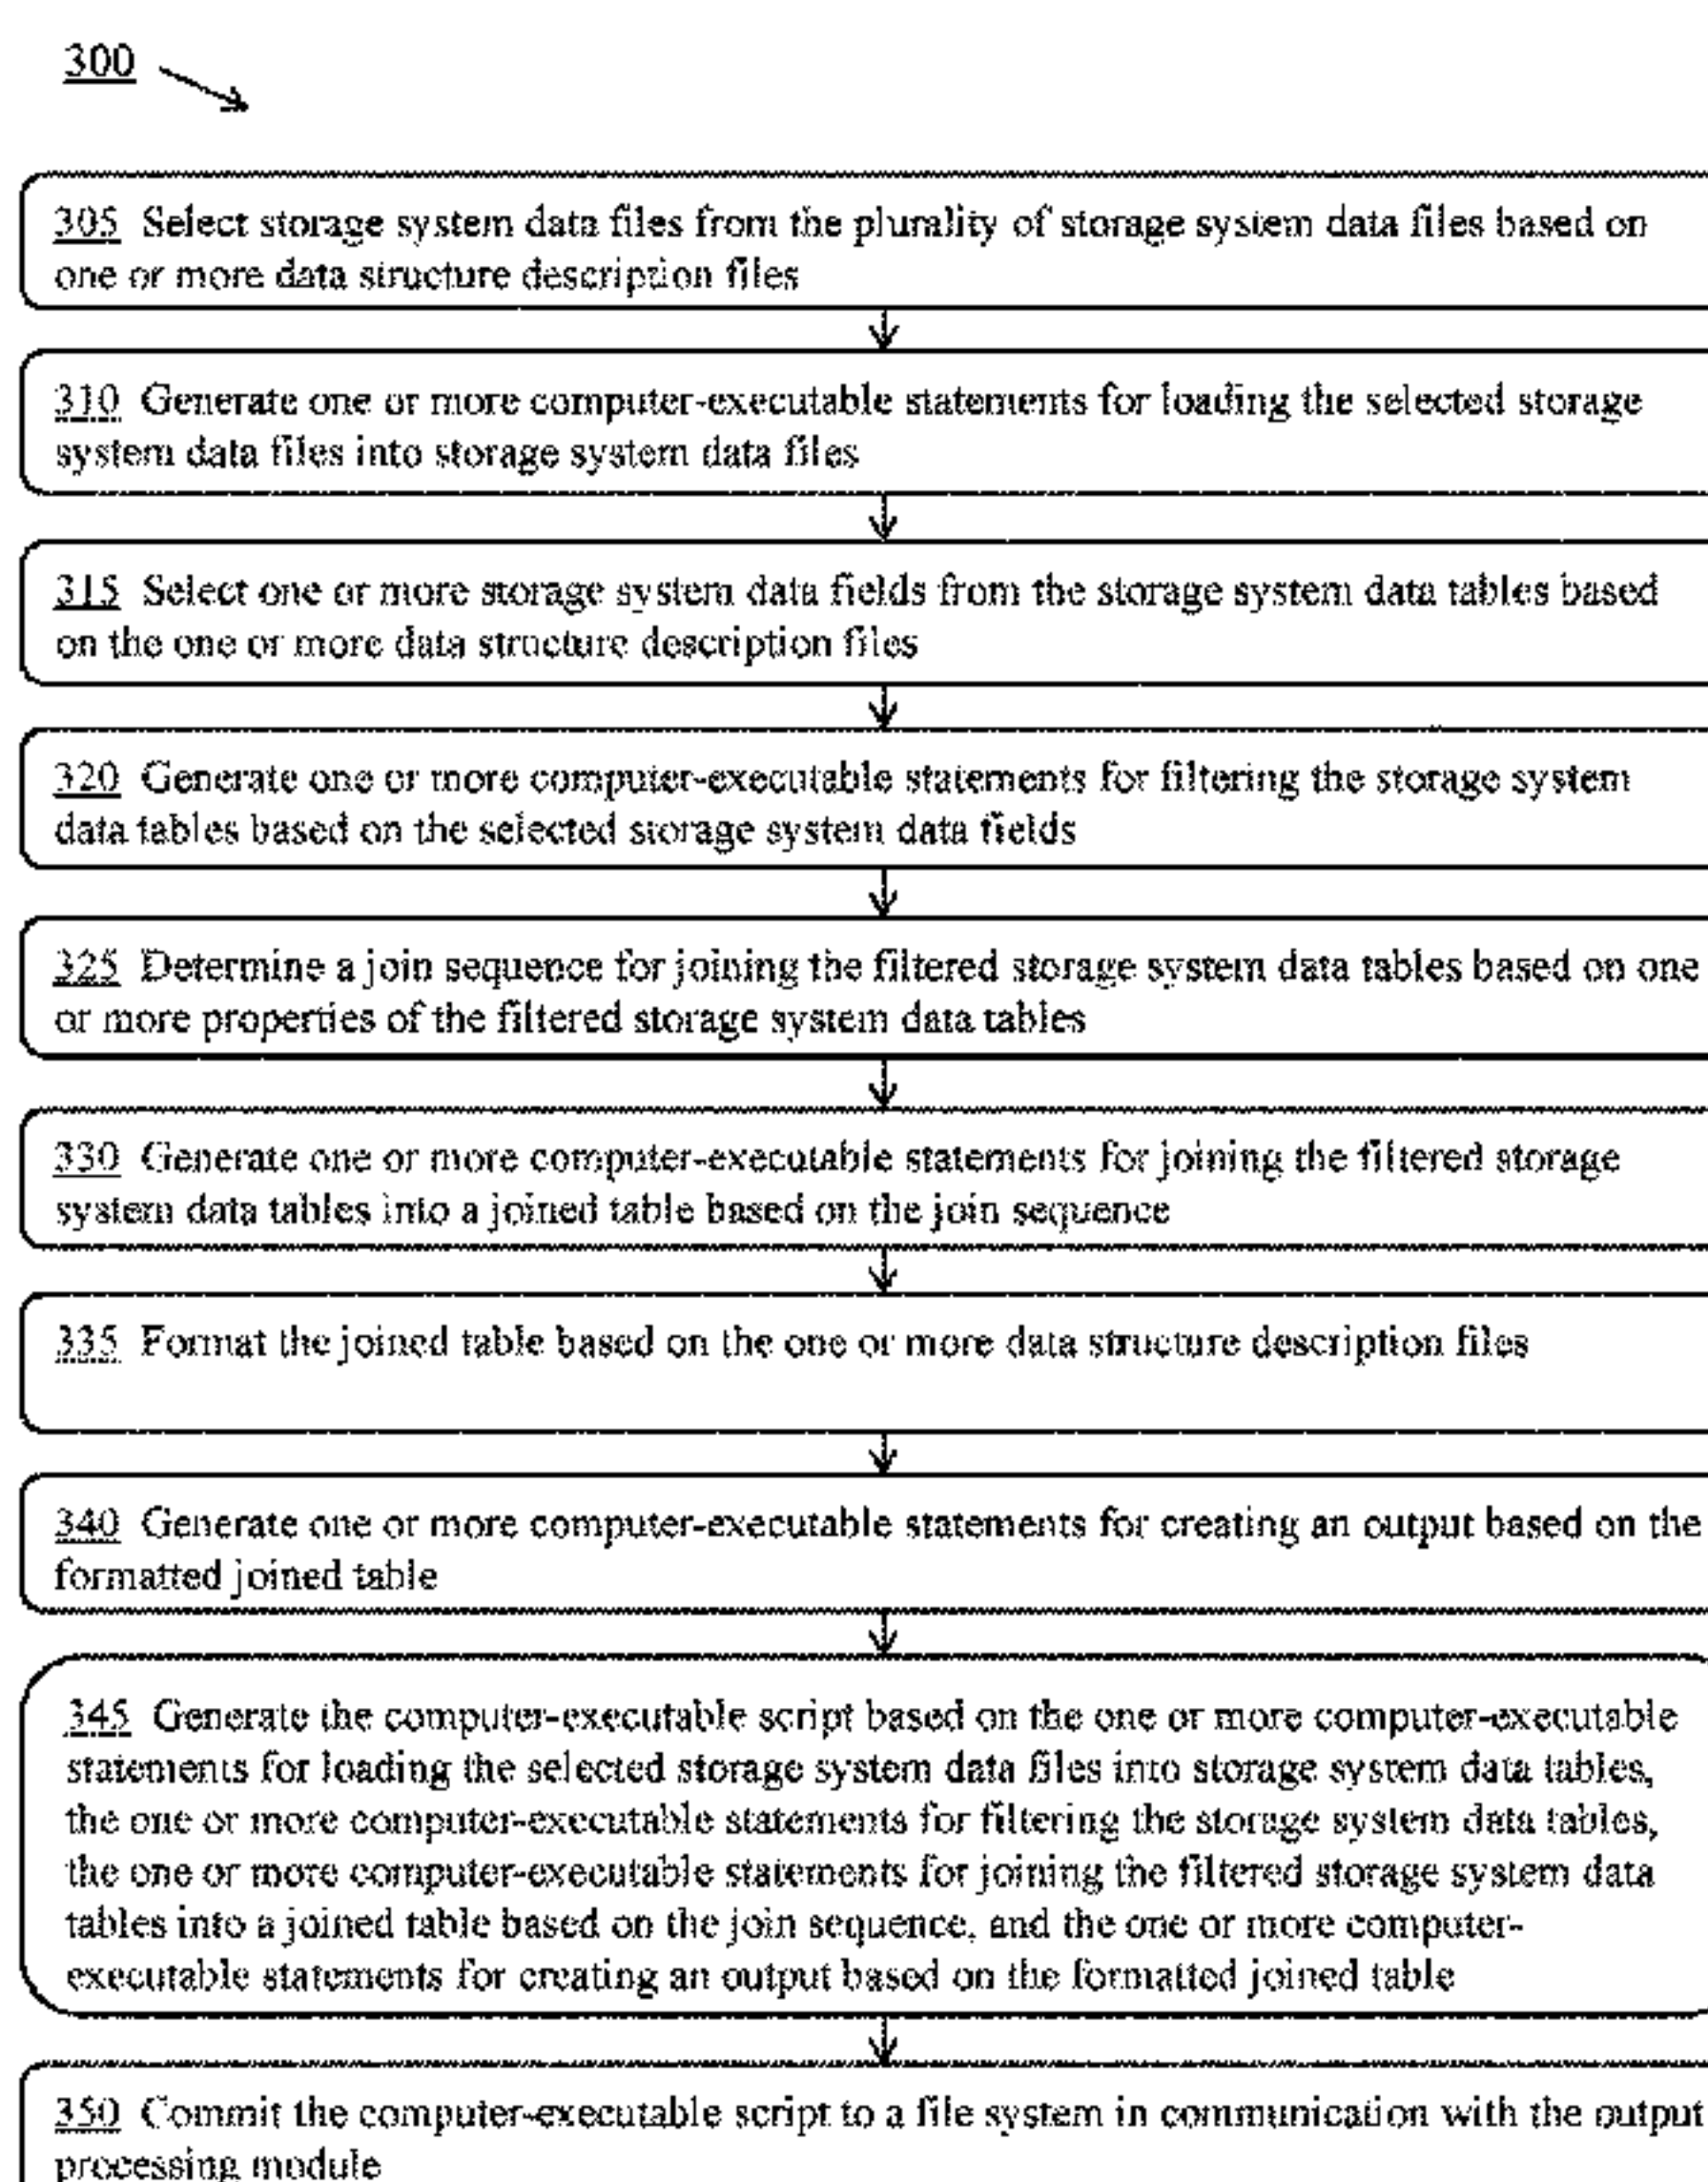 300
305 Select storage system data files from the plurality of storage system data files based on
one or more data structure description files
310 Generate one or more computer-executable statements for loading the selected storage
system data files into storage system data files
315 Select one or more storage system data fields from the storage system data tables based
on the one or more data structure description files
320 Generate one or more computer-executable statements for filtering the storage system
data tables based on the selected storage system data fields
325 Determine a join sequence for joining the filtered storage system data tables based on one
or more properties of the filtered storage system data tables
330 Generate one or more computer-executable statements for joining the filtered storage
system data tables into a joined table based on the join sequence
335 Format the joined table based on the one or more data structure description files
340 Generate one or more computer-executable statements for creating an output based on the
formatted joined table
345 Generate the computer-executable script based on the one or more computer-executable
statements for loading the selected storage system data files into storage system data tables,
the one or more computer-executable statements for filtering the storage system data tables,
the one or more computer-executable statements for joining the filtered storage system data
tables into a joined table based on the join sequence, and the one or more computer-
executable statements for creating an output based on the formatted joined table
350 Commit the computer-executable script to a file system in communication with the output
processing module